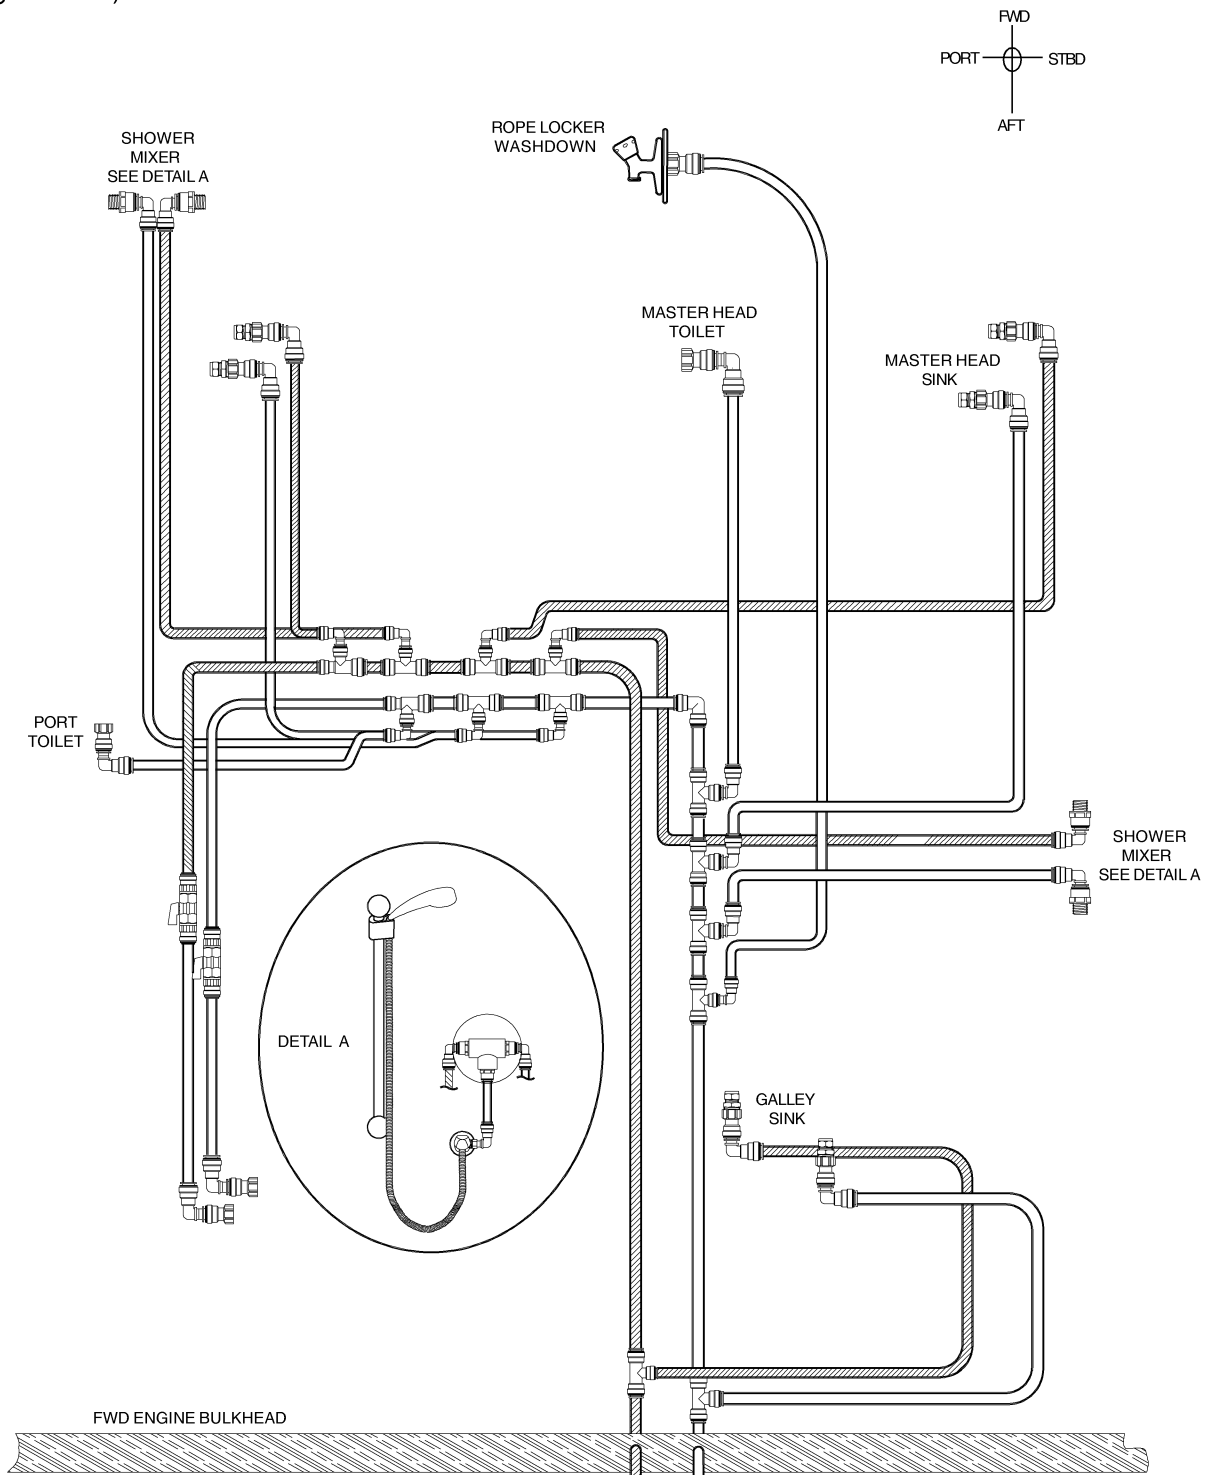 FWD
PORT
STBD
AFT
ROPE LOCKER
WASHDOWN
SHOWER
MIXER
SEE DETAIL A
MASTER HEAD
TOILET
MASTER HEAD
SINK
PORT
TOILET
SHOWER
MIXER
SEE DETAIL A
DETAIL A
GALLEY
SINK
FWD ENGINE BULKHEAD